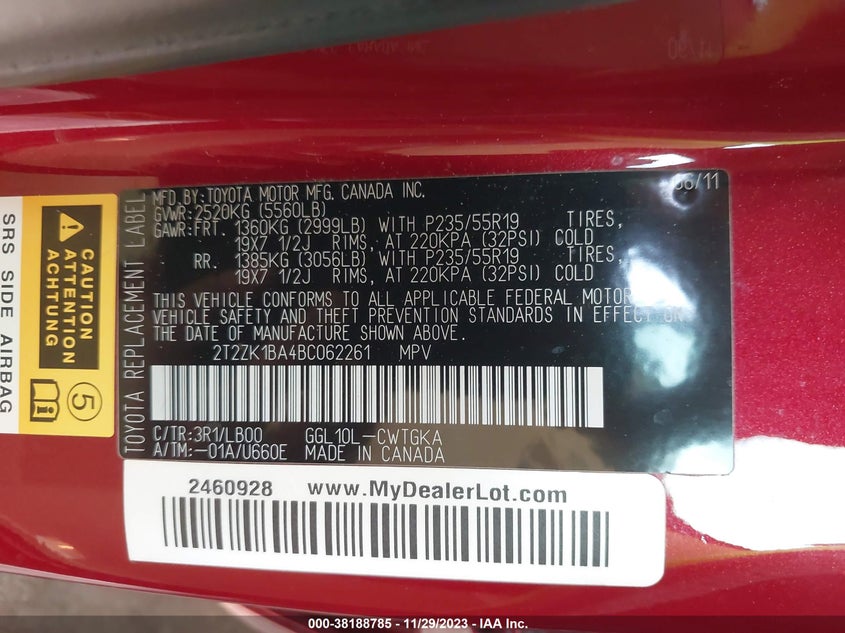 06/11
MFD.BY:TOYOTA MOTOR MFG. CANADA INC.
GVWR:2520KG (5560LB)
GAWR:FRT. 1360KG (2999LB) WITH P235/55R19 TIRES,
19X7 1/2J RIMS, AT 220KPA (32PSI) COLD
RR. 1385KG (3056LB) WITH P235/55R19 TIRES,
19X7 1/2J RIMS, AT 220KPA (32PSI) COLD
THIS VEHICLE CONFORMS TO ALL APPLICABLE FEDERAL MOTOR
VEHICLE SAFETY AND THEFT PREVENTION STANDARDS IN EFFECT ON
THE DATE OF MANUFACTURE SHOWN ABOVE.
2T2ZK1BA4BC062261 MPV
C/TR:3R1/LB00 GGL10L-CWTGKA
A/TM:-01A/U660E MADE IN CANADA
TOYOTA REPLACEMENT LABEL
CAUTION
ATTENTION
ACHTUNG
5
SRS SIDE AIRBAG
2460928 www.MyDealerLot.com
000-38188785 - 11/29/2023 - IAA Inc.